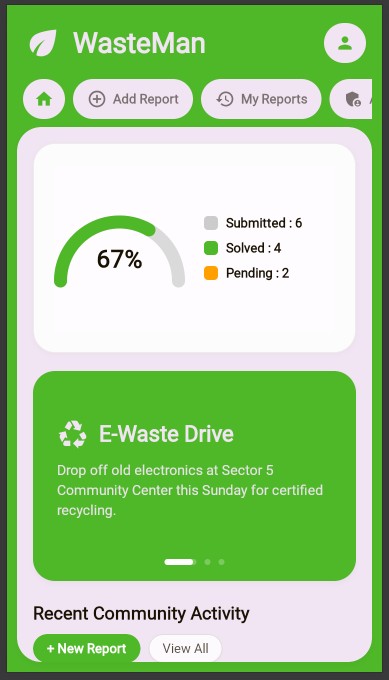 WasteMan
Add Report
My Reports
67%
Submitted : 6
Solved : 4
Pending : 2
E-Waste Drive
Drop off old electronics at Sector 5
Community Center this Sunday for certified
recycling.
Recent Community Activity
+ New Report
View All